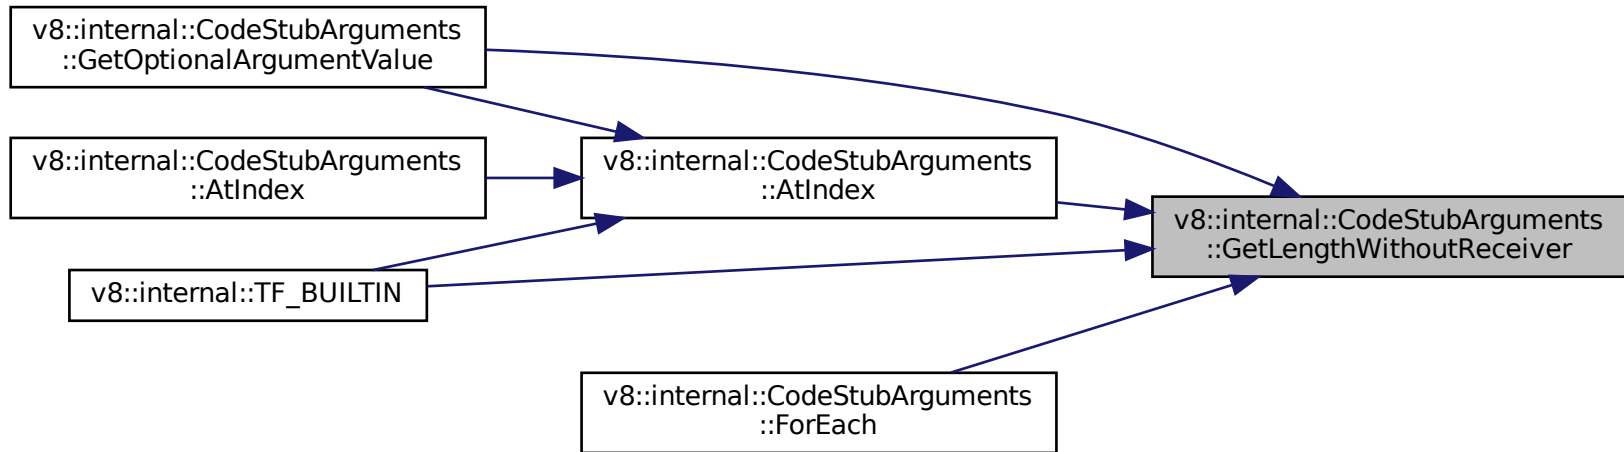 v8::internal::CodeStubArguments
::GetOptionalArgumentValue
v8::internal::CodeStubArguments
::AtIndex
v8::internal::TF_BUILTIN
v8::internal::CodeStubArguments
::AtIndex
v8::internal::CodeStubArguments
::ForEach
v8::internal::CodeStubArguments
::GetLengthWithoutReceiver